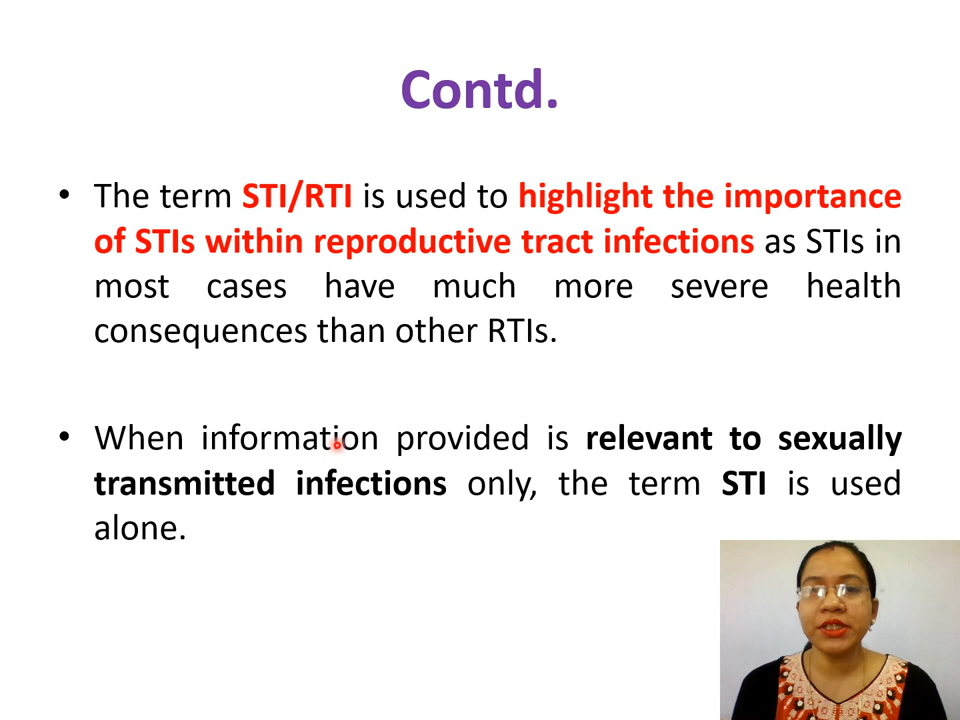 Contd.
• The term STI/RTI is used to highlight the importance
of STIs within reproductive tract infections as STIs in
most cases have much more severe health
consequences than other RTIs.
• When information provided is relevant to sexually
transmitted infections only, the term STI is used
alone.